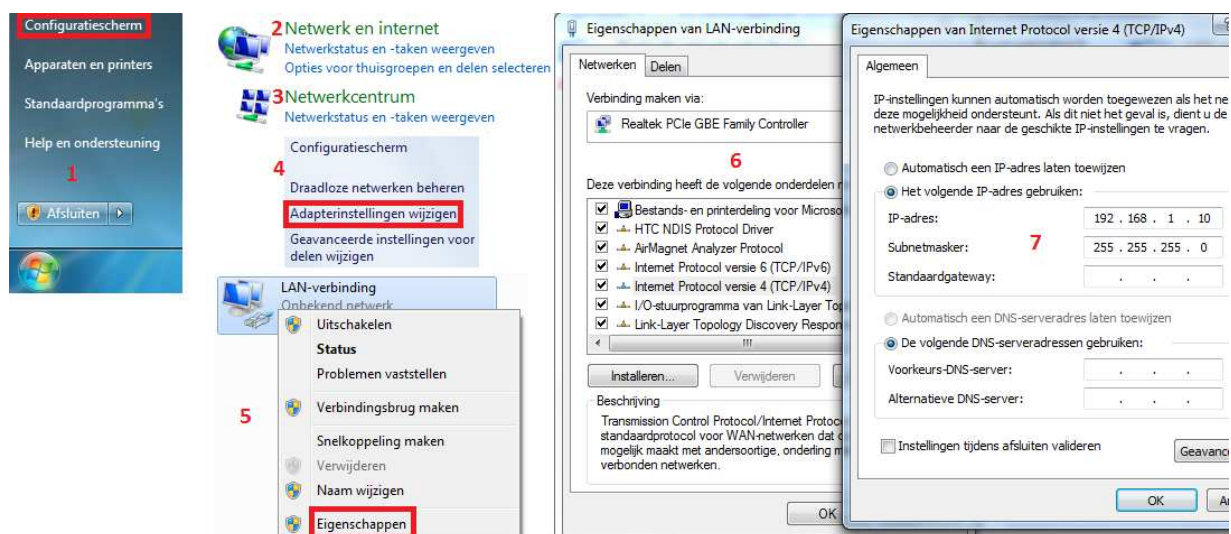 Configuratiescherm
Apparaten en printers
Standaardprogramma's
Help en ondersteuning
1
Afsluiten
2 Netwerk en internet
Netwerkstatus en -taken weergeven
Opties voor thuisgroepen en delen selecteren
3 Netwerkcentrum
Netwerkstatus en -taken weergeven
Configuratiescherm
4
Draadloze netwerken beheren
Adapterinstellingen wijzigen
Geavanceerde instellingen voor
delen wijzigen
LAN-verbinding
Onbekend netwerk
Uitschakelen
Status
Problemen vaststellen
5
Verbindingsbrug maken
Snelkoppeling maken
Verwijderen
Naam wijzigen
Eigenschappen
Eigenschappen van LAN-verbinding
Netwerken Delen
Verbinding maken via:
Realtek PCIe GBE Family Controller
6
Deze verbinding heeft de volgende onderdelen
Bestands- en printerdeling voor Microso
HTC NDIS Protocol Driver
AirMagnet Analyzer Protocol
Internet Protocol versie 6 (TCP/IPv6)
Internet Protocol versie 4 (TCP/IPv4)
I/O-stuurprogramma van Link-Layer To
Link-Layer Topology Discovery Respon
Installeren... Verwijderen
Beschrijving
Transmission Control Protocol/Internet Protoc
standaardprotocol voor WAN-netwerken dat
mogelijk maakt met andersoortige, onderling m
verbonden netwerken.
OK
Eigenschappen van Internet Protocol versie 4 (TCP/IPv4)
Algemeen
IP-instellingen kunnen automatisch worden toegewezen als het ne
deze mogelijkheid ondersteunt. Als dit niet het geval is, dient u de
netwerkbeheerder naar de geschikte IP-instellingen te vragen.
Automatisch een IP-adres laten toewijzen
Het volgende IP-adres gebruiken:
IP-adres: 192 . 168 . 1 . 10
Subnetmasker: 7 255 . 255 . 255 . 0
Standaardgateway: . . .
Automatisch een DNS-serveradres laten toewijzen
De volgende DNS-serveradressen gebruiken:
Voorkeurs-DNS-server: . . .
Alternatieve DNS-server: . . .
Instellingen tijdens afsluiten valideren
Geavance
OK